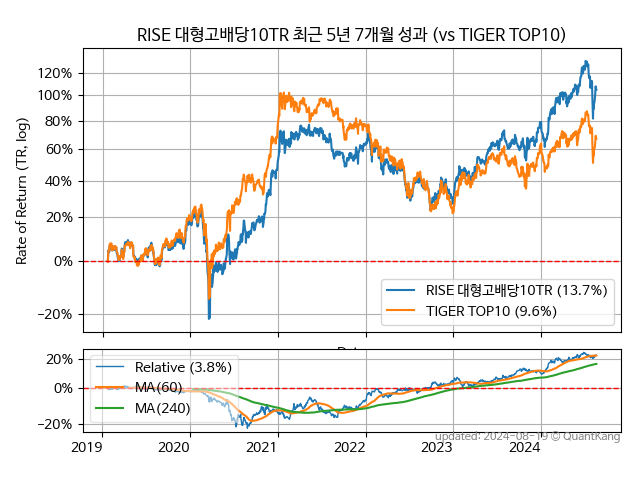 RISE 대형고배당10TR 최근 5년 7개월 성과 (vs TIGER TOP10)
Rate of Return (TR, log)
120%
100%
80%
60%
40%
20%
0%
−20%
RISE 대형고배당10TR (13.7%)
TIGER TOP10 (9.6%)
20%
0%
−20%
Relative (3.8%)
MA(60)
MA(240)
2019 2020 2021 2022 2023 2024
updated: 2024-08-19 © QuantKang